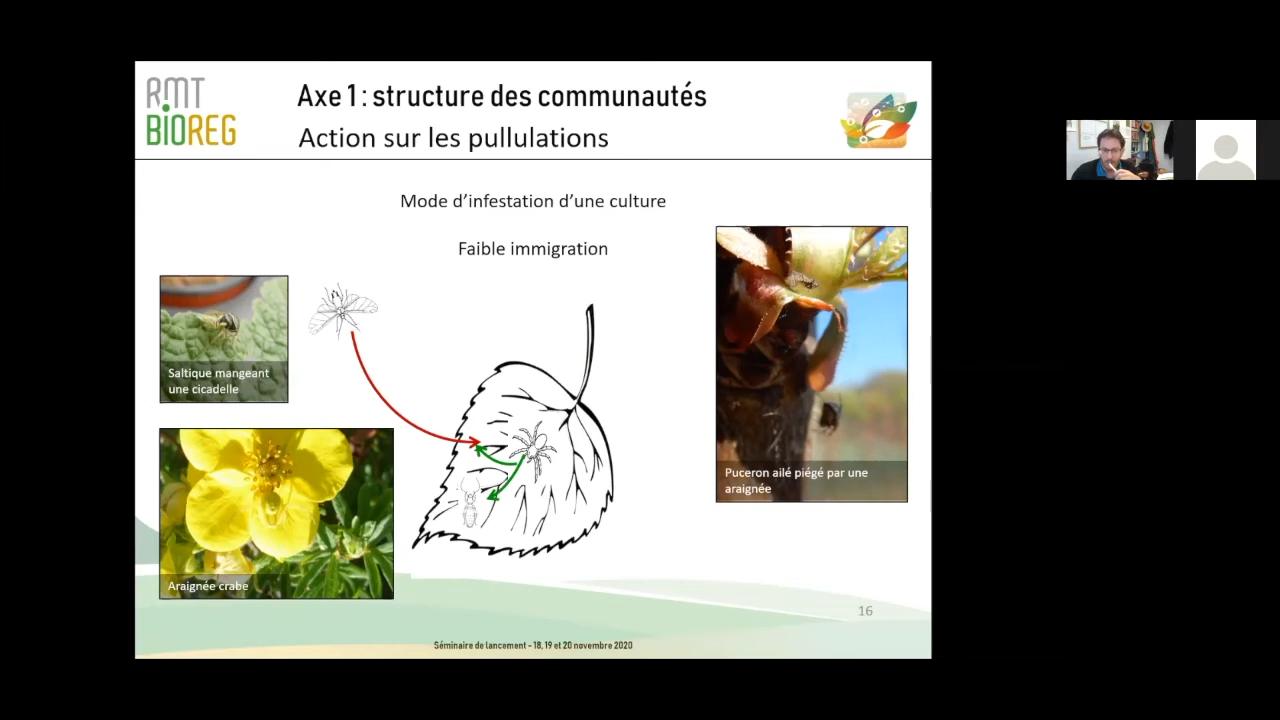 RMT
BIOREG
Axe 1 : structure des communautés
Action sur les pullulations
Mode d'infestation d'une culture
Faible immigration
Saltique mangeant
une cicadelle
Puceron ailé piégé par une
araignée
Araignée crabe
16
Séminaire de lancement - 18, 19 et 20 novembre 2020